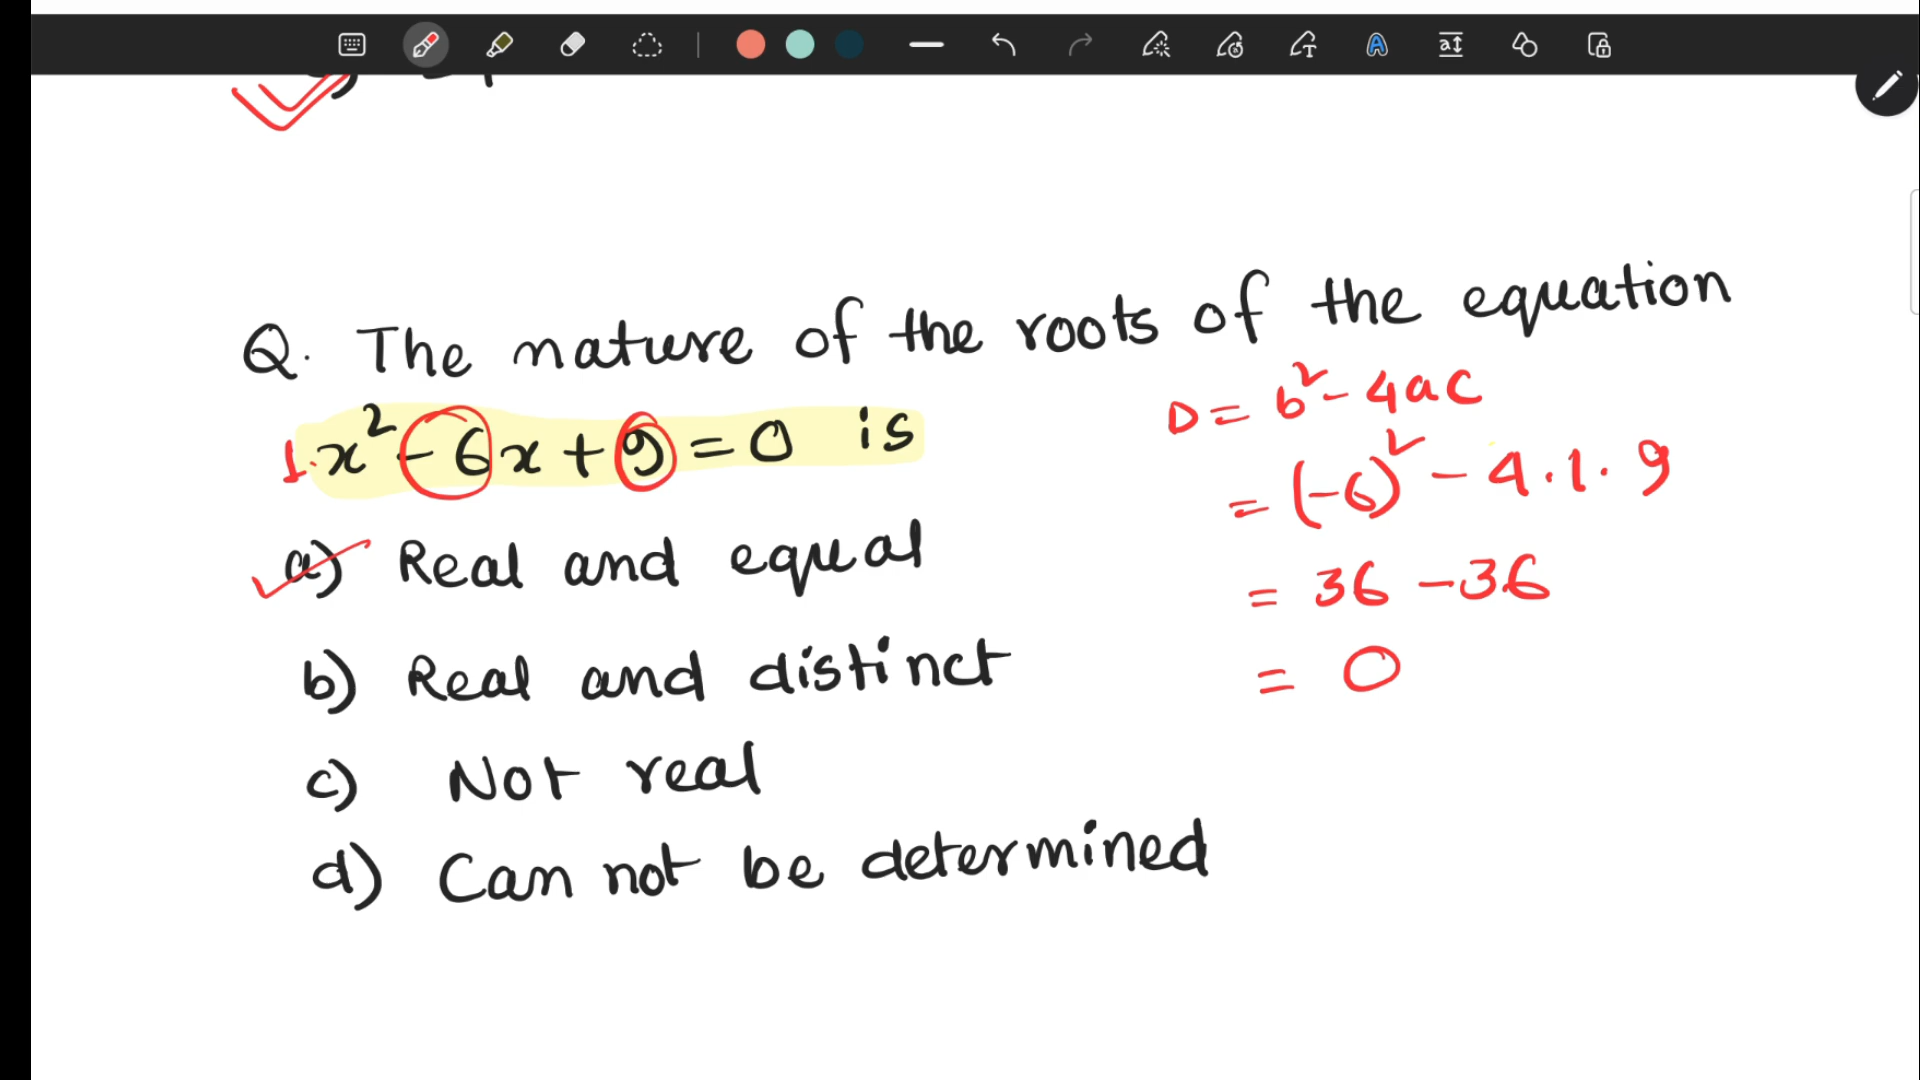 Q. The nature of the roots of the equation
1. x² - 6x + 9 = 0 is
a) Real and equal
b) Real and distinct
c) Not real
d) Can not be determined
D = b² - 4ac
= (-6)² - 4.1.9
= 36 - 36
= 0